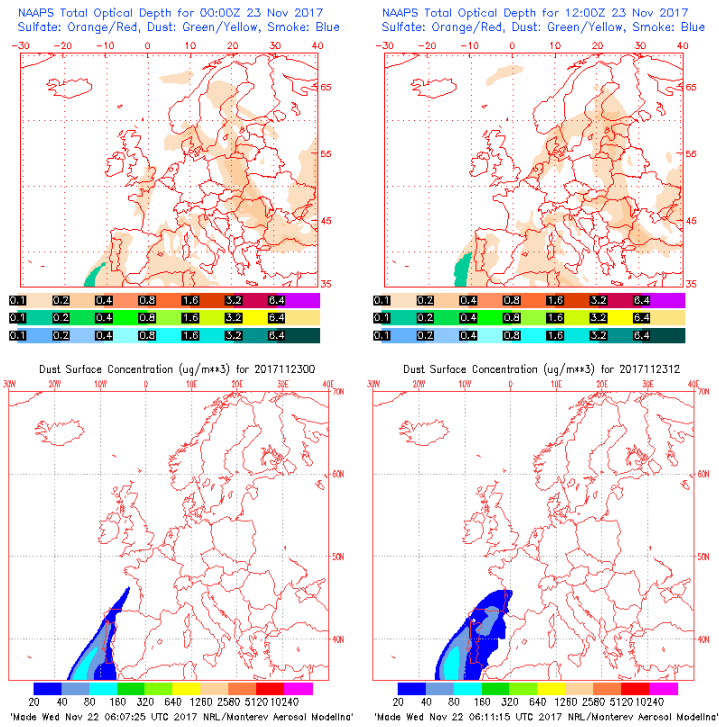 NAAPS Total Optical Depth for 00:00Z 23 Nov 2017
Sulfate: Orange/Red, Dust: Green/Yellow, Smoke: Blue
-30 -20 -10 0 10 20 30 40
65
55
45
35
0.1 0.2 0.4 0.8 1.6 3.2 6.4
0.1 0.2 0.4 0.8 1.6 3.2 6.4
0.1 0.2 0.4 0.8 1.6 3.2 6.4
NAAPS Total Optical Depth for 12:00Z 23 Nov 2017
Sulfate: Orange/Red, Dust: Green/Yellow, Smoke: Blue
-30 -20 -10 0 10 20 30 40
65
55
45
35
0.1 0.2 0.4 0.8 1.6 3.2 6.4
0.1 0.2 0.4 0.8 1.6 3.2 6.4
0.1 0.2 0.4 0.8 1.6 3.2 6.4
Dust Surface Concentration (ug/m**3) for 2017112300
30W 20W 10W 0 10E 20E 30E 40E
70N
60N
50N
40N
20 40 80 160 320 640 1260 2580 5120 10240
'Made Wed Nov 22 06:07:25 UTC 2017 NRL/Monterey Aerosol Modeling'
Dust Surface Concentration (ug/m**3) for 2017112312
30W 20W 10W 0 10E 20E 30E 40E
70N
60N
50N
40N
20 40 80 160 320 640 1260 2580 5120 10240
'Made Wed Nov 22 06:11:15 UTC 2017 NRL/Monterey Aerosol Modeling'